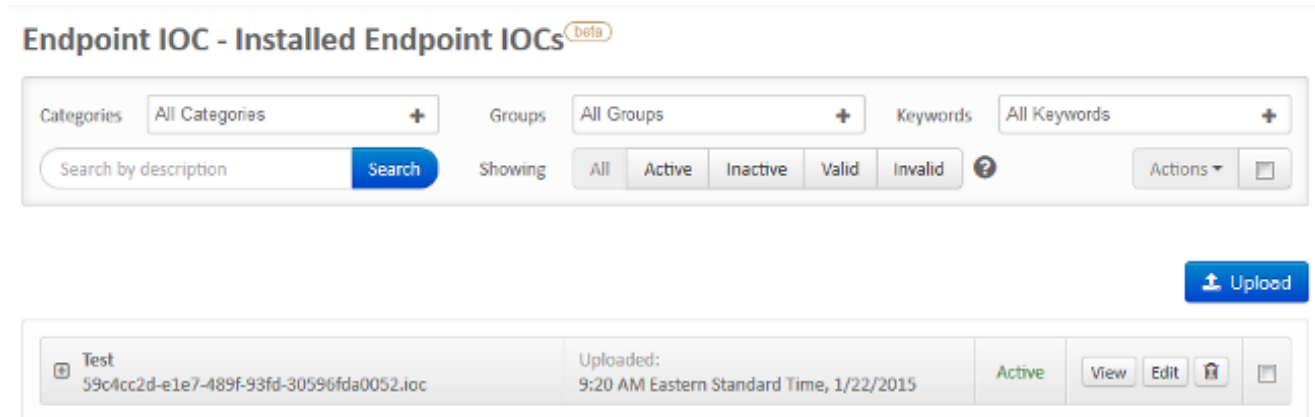 Endpoint IOC - Installed Endpoint IOCs beta
Categories All Categories + Groups All Groups + Keywords All Keywords +
Search by description Search Showing All Active Inactive Valid Invalid ? Actions
Upload
Test Uploaded:
59c4cc2d-e1e7-489f-93fd-30596fda0052.ioc 9:20 AM Eastern Standard Time, 1/22/2015 Active View Edit